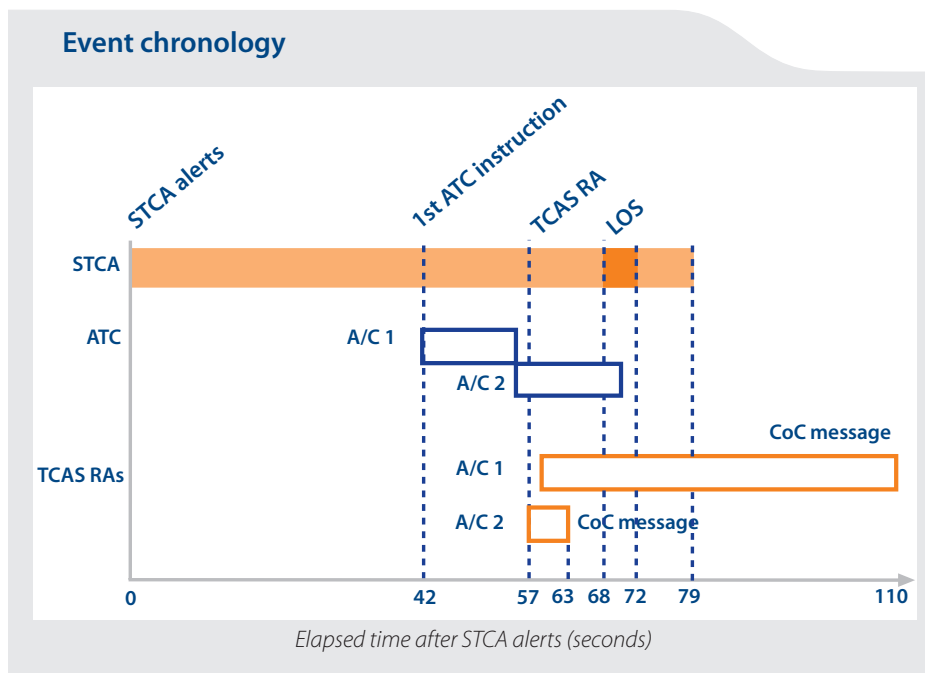 Event chronology
STCA alerts
1st ATC instruction
TCAS RA
LOS
STCA
ATC
A/C 1
A/C 2
CoC message
TCAS RAs
A/C 1
A/C 2
CoC message
0
42
57
63
68
72
79
110
Elapsed time after STCA alerts (seconds)